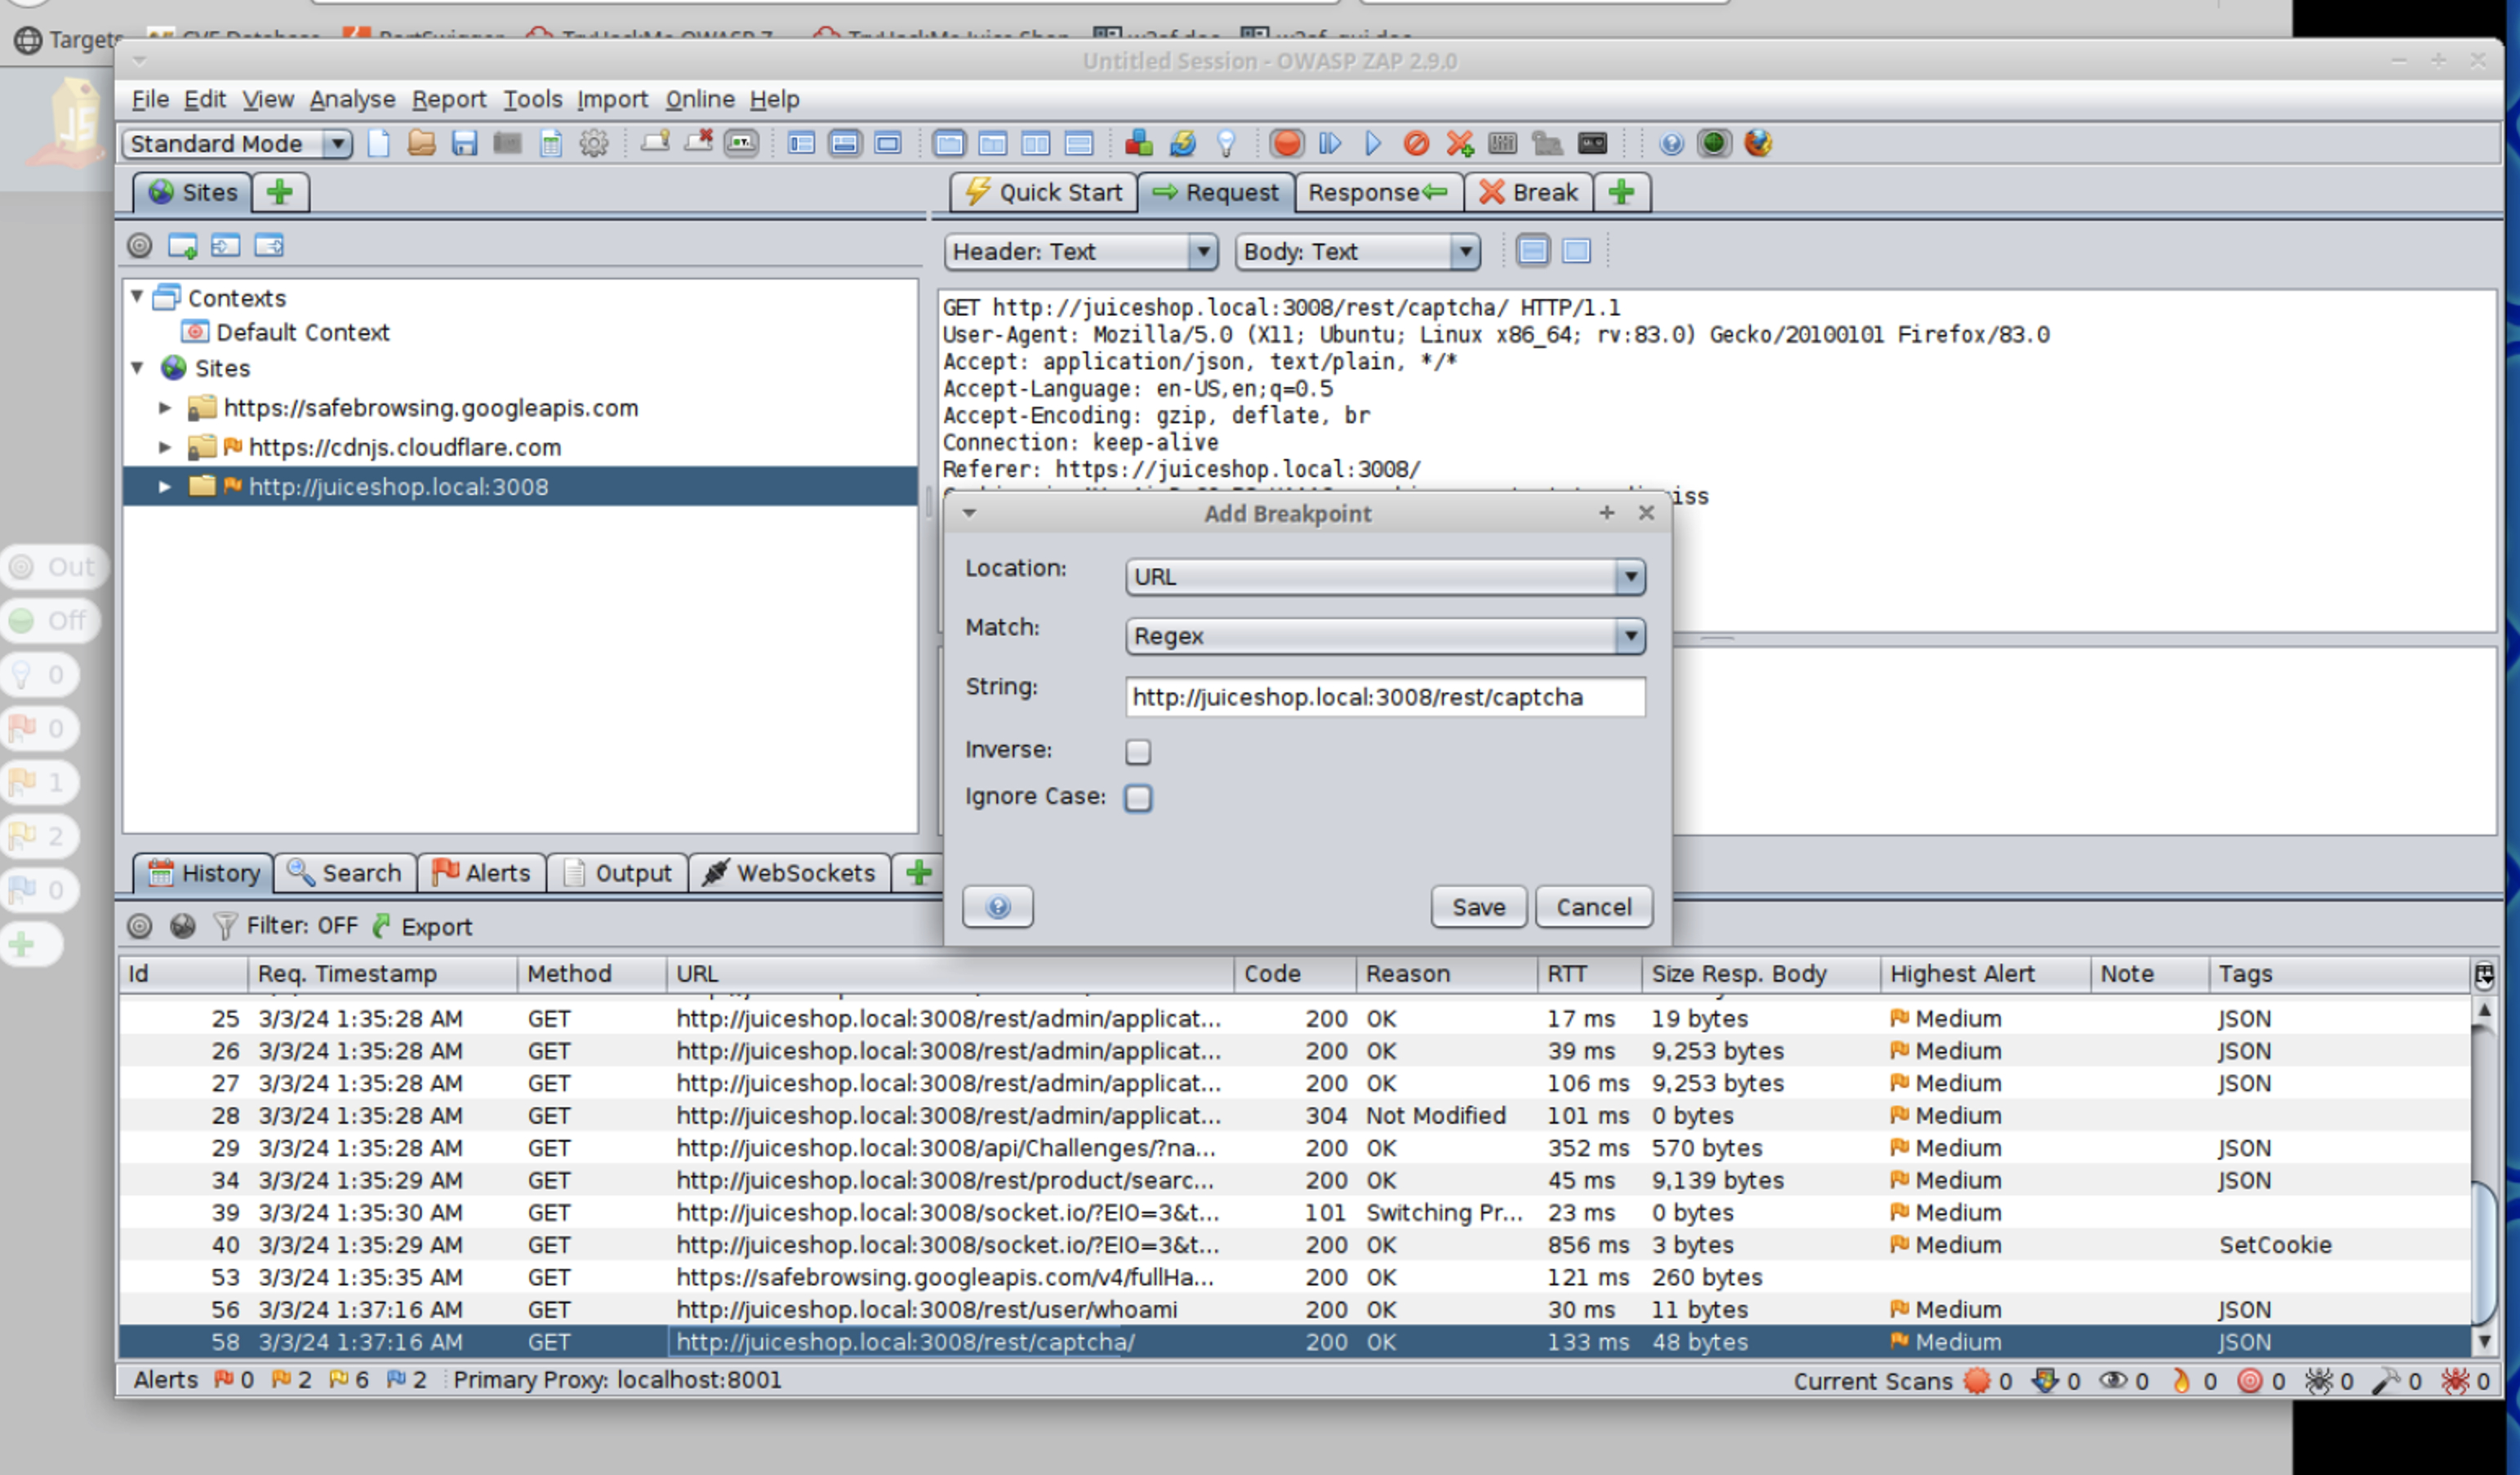 Targets CVE Database PortSwigger TryHackMe OWASP Z... TryHackMe Juice Shop w3af doc w3af_gui doc
Untitled Session - OWASP ZAP 2.9.0
JS
File Edit View Analyse Report Tools Import Online Help
Standard Mode
Sites
Quick Start Request Response Break
Header: Text Body: Text
Contexts
Default Context
Sites
https://safebrowsing.googleapis.com
https://cdnjs.cloudflare.com
http://juiceshop.local:3008
GET http://juiceshop.local:3008/rest/captcha/ HTTP/1.1
User-Agent: Mozilla/5.0 (X11; Ubuntu; Linux x86_64; rv:83.0) Gecko/20100101 Firefox/83.0
Accept: application/json, text/plain, */*
Accept-Language: en-US,en;q=0.5
Accept-Encoding: gzip, deflate, br
Connection: keep-alive
Referer: https://juiceshop.local:3008/
iss
Add Breakpoint
Location: URL
Match: Regex
String: http://juiceshop.local:3008/rest/captcha
Inverse:
Ignore Case:
Save Cancel
Out
Off
0
0
1
2
0
History Search Alerts Output WebSockets
Filter: OFF Export
Id Req. Timestamp Method URL Code Reason RTT Size Resp. Body Highest Alert Note Tags
25 3/3/24 1:35:28 AM GET http://juiceshop.local:3008/rest/admin/applicat... 200 OK 17 ms 19 bytes Medium JSON
26 3/3/24 1:35:28 AM GET http://juiceshop.local:3008/rest/admin/applicat... 200 OK 39 ms 9,253 bytes Medium JSON
27 3/3/24 1:35:28 AM GET http://juiceshop.local:3008/rest/admin/applicat... 200 OK 106 ms 9,253 bytes Medium JSON
28 3/3/24 1:35:28 AM GET http://juiceshop.local:3008/rest/admin/applicat... 304 Not Modified 101 ms 0 bytes Medium
29 3/3/24 1:35:28 AM GET http://juiceshop.local:3008/api/Challenges/?na... 200 OK 352 ms 570 bytes Medium JSON
34 3/3/24 1:35:29 AM GET http://juiceshop.local:3008/rest/product/searc... 200 OK 45 ms 9,139 bytes Medium JSON
39 3/3/24 1:35:30 AM GET http://juiceshop.local:3008/socket.io/?EIO=3&t... 101 Switching Pr... 23 ms 0 bytes Medium
40 3/3/24 1:35:29 AM GET http://juiceshop.local:3008/socket.io/?EIO=3&t... 200 OK 856 ms 3 bytes Medium SetCookie
53 3/3/24 1:35:35 AM GET https://safebrowsing.googleapis.com/v4/fullHa... 200 OK 121 ms 260 bytes
56 3/3/24 1:37:16 AM GET http://juiceshop.local:3008/rest/user/whoami 200 OK 30 ms 11 bytes Medium JSON
58 3/3/24 1:37:16 AM GET http://juiceshop.local:3008/rest/captcha/ 200 OK 133 ms 48 bytes Medium JSON
Alerts 0 2 6 2 Primary Proxy: localhost:8001 Current Scans 0 0 0 0 0 0 0 0